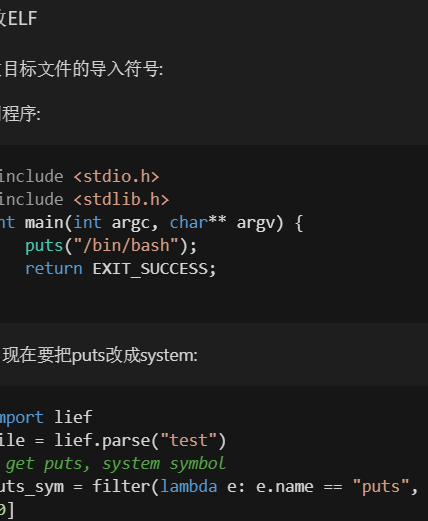 改ELF
目标文件的导入符号:
程序:
include <stdio.h>
include <stdlib.h>
nt main(int argc, char** argv) {
puts("/bin/bash");
return EXIT_SUCCESS;
现在要把puts改成system:
mport lief
ile = lief.parse("test")
get puts, system symbol
uts_sym = filter(lambda e: e.name == "puts",
0]